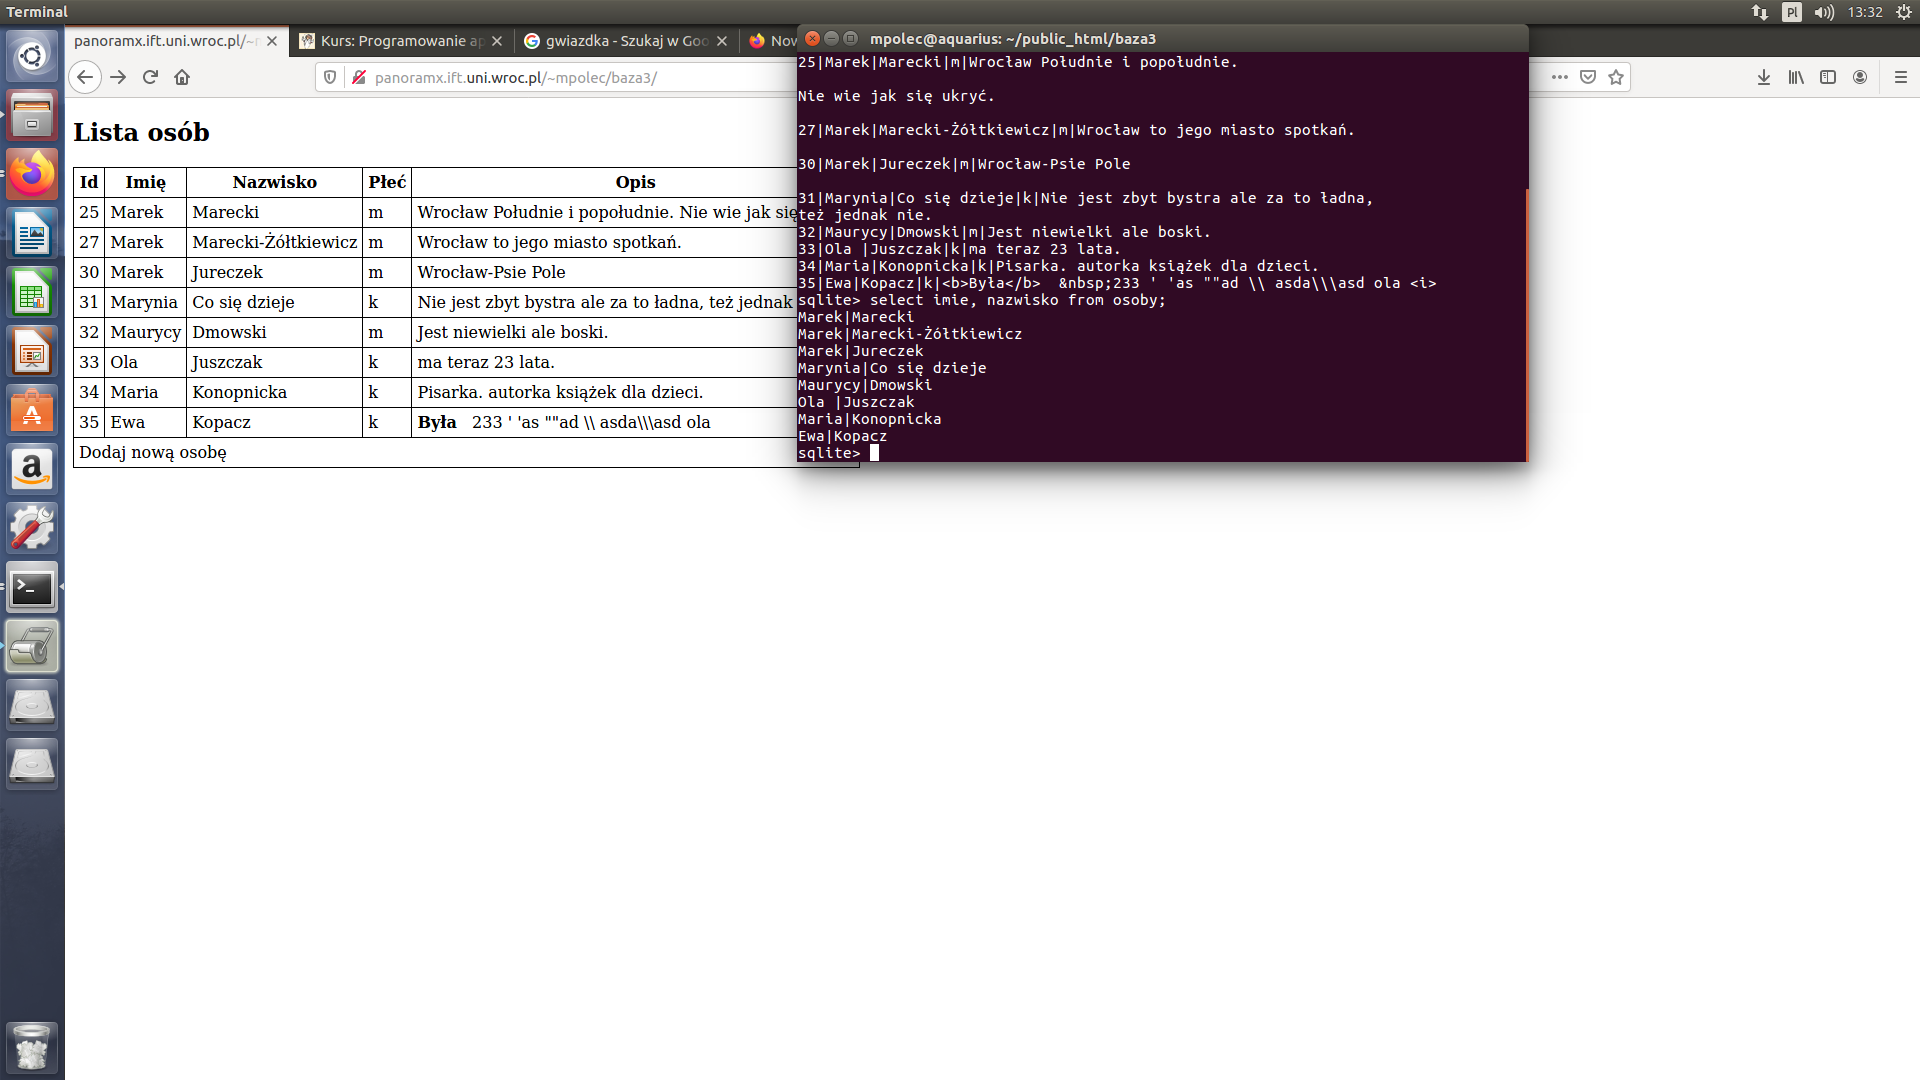 Terminal
Pl
13:32
panoramx.ift.uni.wroc.pl/~
Kurs: Programowanie ap
gwiazdka - Szukaj w Goo
Now
panoramx.ift.uni.wroc.pl/~mpolec/baza3/
Lista osób
Id Imię Nazwisko Płeć Opis
25 Marek Marecki m Wrocław Południe i popołudnie. Nie wie jak się
27 Marek Marecki-Żółtkiewicz m Wrocław to jego miasto spotkań.
30 Marek Jureczek m Wrocław-Psie Pole
31 Marynia Co się dzieje k Nie jest zbyt bystra ale za to ładna, też jednak
32 Maurycy Dmowski m Jest niewielki ale boski.
33 Ola Juszczak k ma teraz 23 lata.
34 Maria Konopnicka k Pisarka. autorka książek dla dzieci.
35 Ewa Kopacz k Była 233 ' 'as ""ad \\ asda\\\asd ola
Dodaj nową osobę
mpolec@aquarius: ~/public_html/baza3
25|Marek|Marecki|m|Wrocław Południe i popołudnie.
Nie wie jak się ukryć.
27|Marek|Marecki-Żółtkiewicz|m|Wrocław to jego miasto spotkań.
30|Marek|Jureczek|m|Wrocław-Psie Pole
31|Marynia|Co się dzieje|k|Nie jest zbyt bystra ale za to ładna,
też jednak nie.
32|Maurycy|Dmowski|m|Jest niewielki ale boski.
33|Ola |Juszczak|k|ma teraz 23 lata.
34|Maria|Konopnicka|k|Pisarka. autorka książek dla dzieci.
35|Ewa|Kopacz|k|<b>Była</b>  &nbsp;233 ' 'as ""ad \\ asda\\\asd ola <i>
sqlite> select imie, nazwisko from osoby;
Marek|Marecki
Marek|Marecki-Żółtkiewicz
Marek|Jureczek
Marynia|Co się dzieje
Maurycy|Dmowski
Ola |Juszczak
Maria|Konopnicka
Ewa|Kopacz
sqlite>